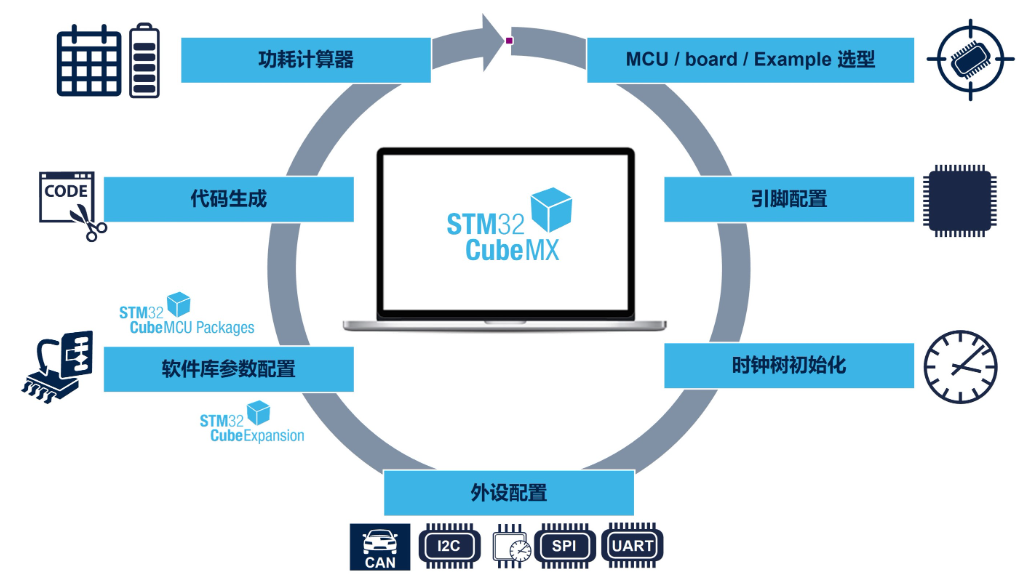 功耗计算器
MCU / board / Example 选型
代码生成
CODE
STM32
CubeMX
引脚配置
STM32
CubeMCU Packages
软件库参数配置
时钟树初始化
STM32
CubeExpansion
外设配置
CAN
I2C
SPI
UART